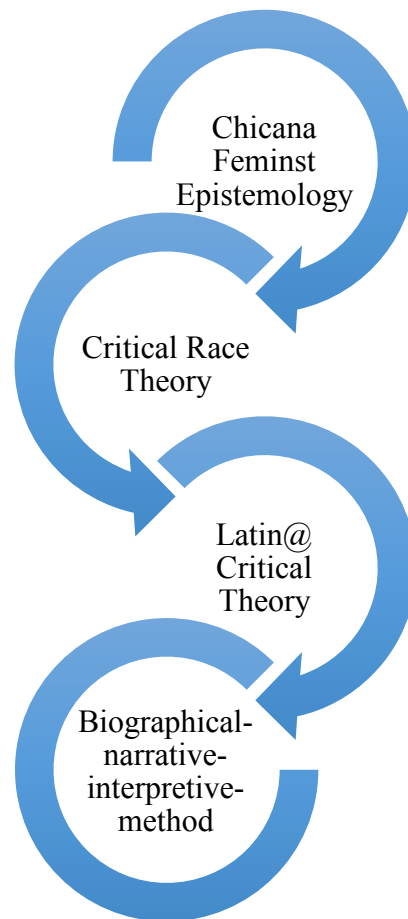 Chicana
Feminst
Epistemology
Critical Race
Theory
Latin@
Critical
Theory
Biographical-
narrative-
interpretive-
method